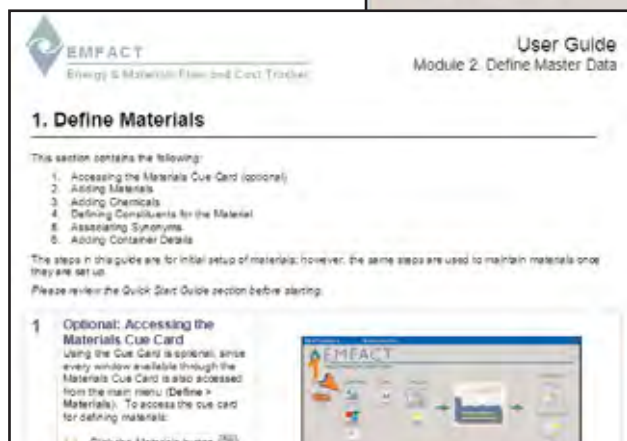 EMFACT
Energy & Materials Flow and Cost Tracker
User Guide
Module 2. Define Master Data
1. Define Materials
This section contains the following:
1. Accessing the Materials Cue Card (optional)
2. Adding Materials
3. Adding Chemicals
4. Defining Constituents for the Material
5. Associating Synonyms
6. Adding Container Details
The steps in this guide are for initial setup of materials; however, the same steps are used to maintain materials once
they are set up.
Please review the Quick Start Guide section before starting.
1 Optional: Accessing the
Materials Cue Card
Using the Cue Card is optional, since
every window available through the
Materials Cue Card is also accessed
from the main menu (Define >
Materials). To access the cue card
for defining materials:
EMFACT